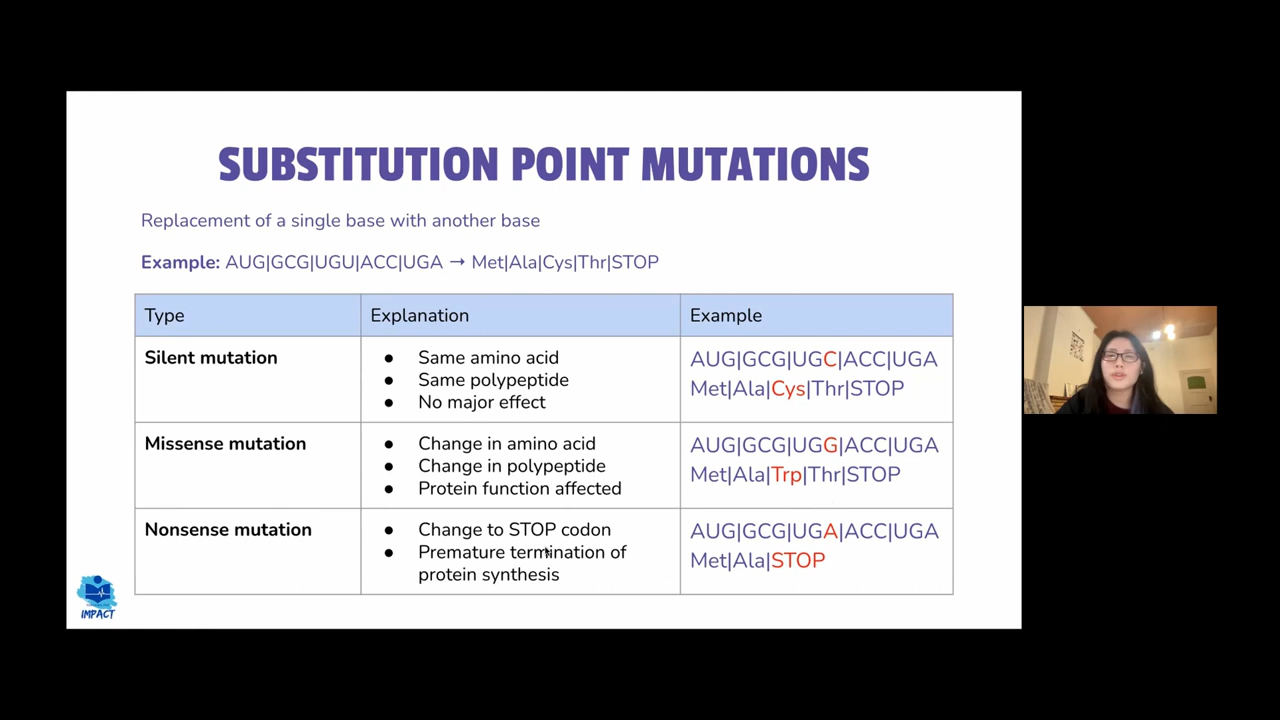 SUBSTITUTION POINT MUTATIONS
Replacement of a single base with another base
Example: AUG|GCG|UGU|ACC|UGA → Met|Ala|Cys|Thr|STOP
Type
Explanation
Example
Silent mutation
● Same amino acid
● Same polypeptide
● No major effect
AUG|GCG|UGC|ACC|UGA
Met|Ala|Cys|Thr|STOP
Missense mutation
● Change in amino acid
● Change in polypeptide
● Protein function affected
AUG|GCG|UGG|ACC|UGA
Met|Ala|Trp|Thr|STOP
Nonsense mutation
● Change to STOP codon
● Premature termination of
protein synthesis
AUG|GCG|UGA|ACC|UGA
Met|Ala|STOP
IMPACT